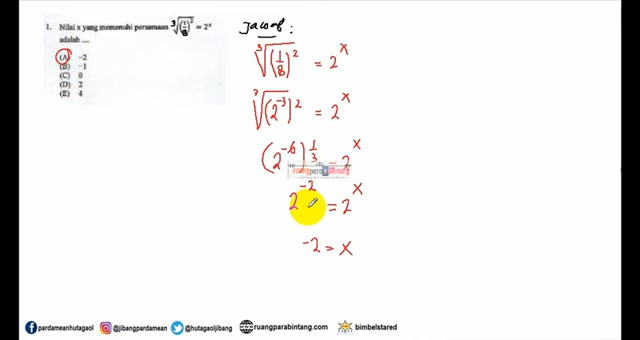 1. Nilai x yang memenuhi persamaan ∛(1/8)² = 2ˣ
adalah ....
(A) -2
(B) -1
(C) 0
(D) 2
(E) 4
Jawab :
∛(1/8)² = 2ˣ
∛(2⁻³)² = 2ˣ
(2⁻⁶)^(1/3) = 2ˣ
ruangparabintang
2⁻² = 2ˣ
-2 = x
pardameanhutagaol @jibangpardamean @hutagaoljibang ruangparabintang.com bimbelstared